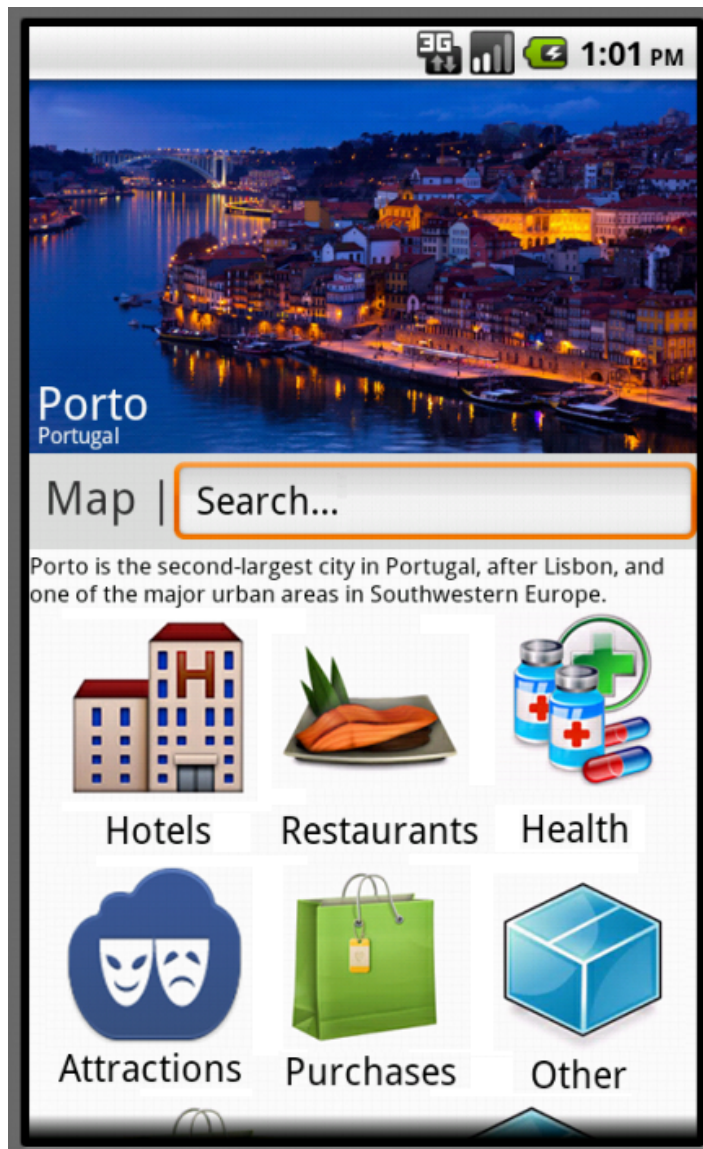 3G 1:01 PM
Porto
Portugal
Map | Search...
Porto is the second-largest city in Portugal, after Lisbon, and
one of the major urban areas in Southwestern Europe.
H
Hotels Restaurants Health
Attractions Purchases Other